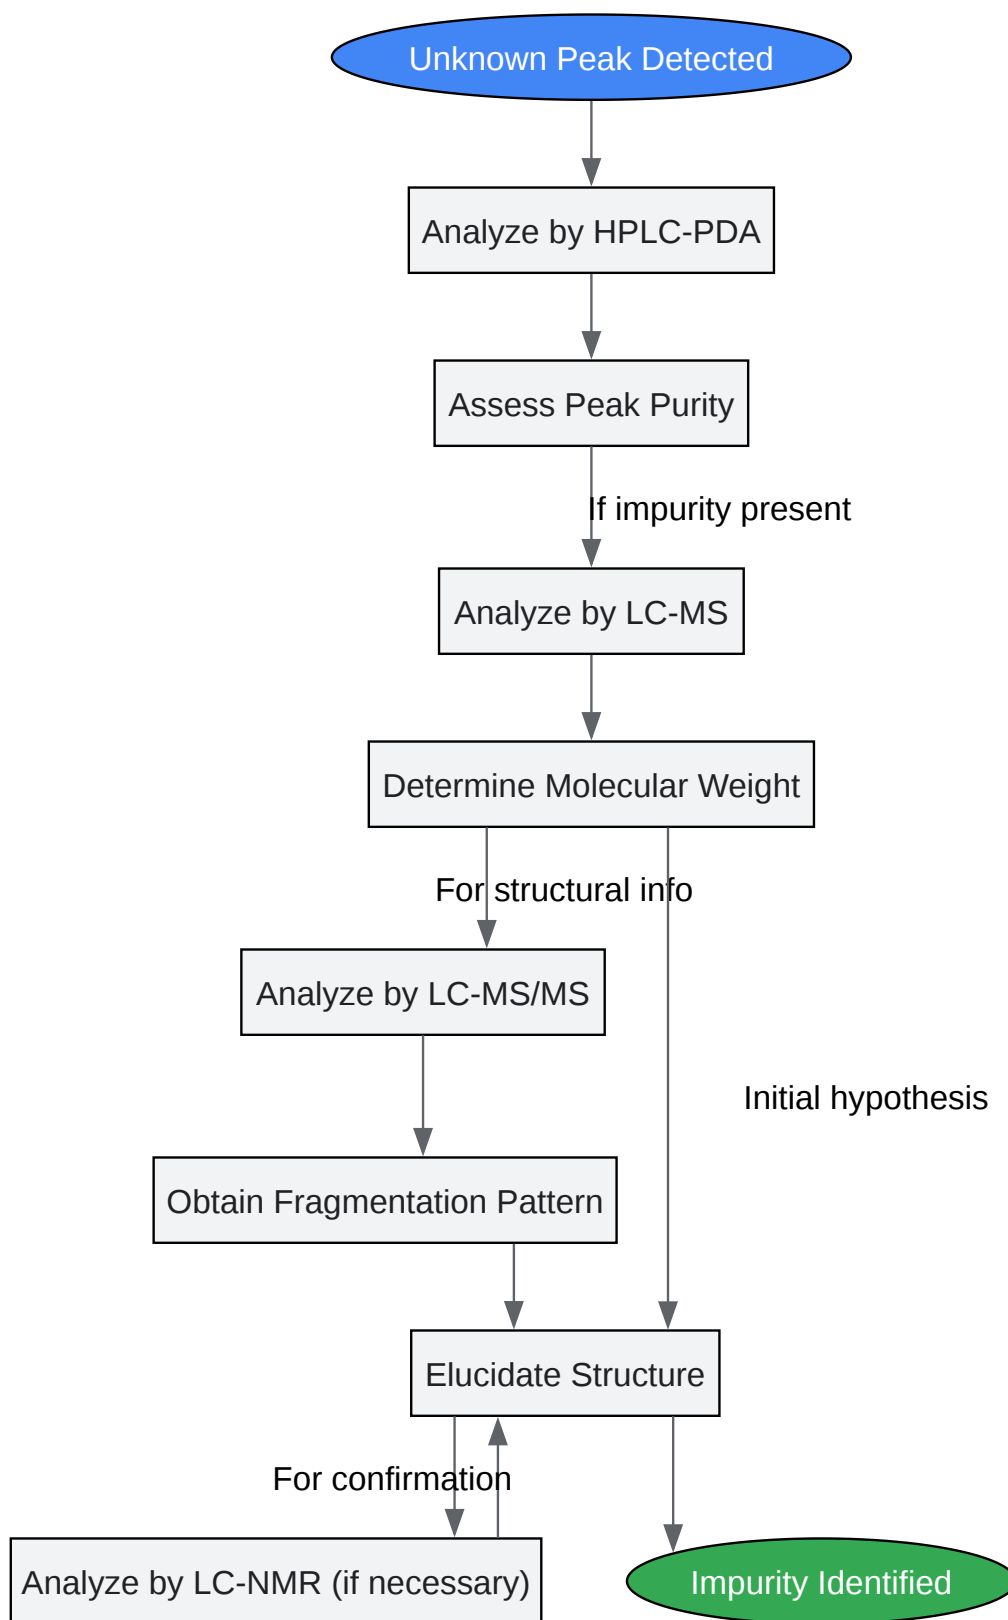 Unknown Peak Detected
Analyze by HPLC-PDA
Assess Peak Purity
If impurity present
Analyze by LC-MS
Determine Molecular Weight
For structural info
Analyze by LC-MS/MS
Initial hypothesis
Obtain Fragmentation Pattern
Elucidate Structure
For confirmation
Analyze by LC-NMR (if necessary)
Impurity Identified